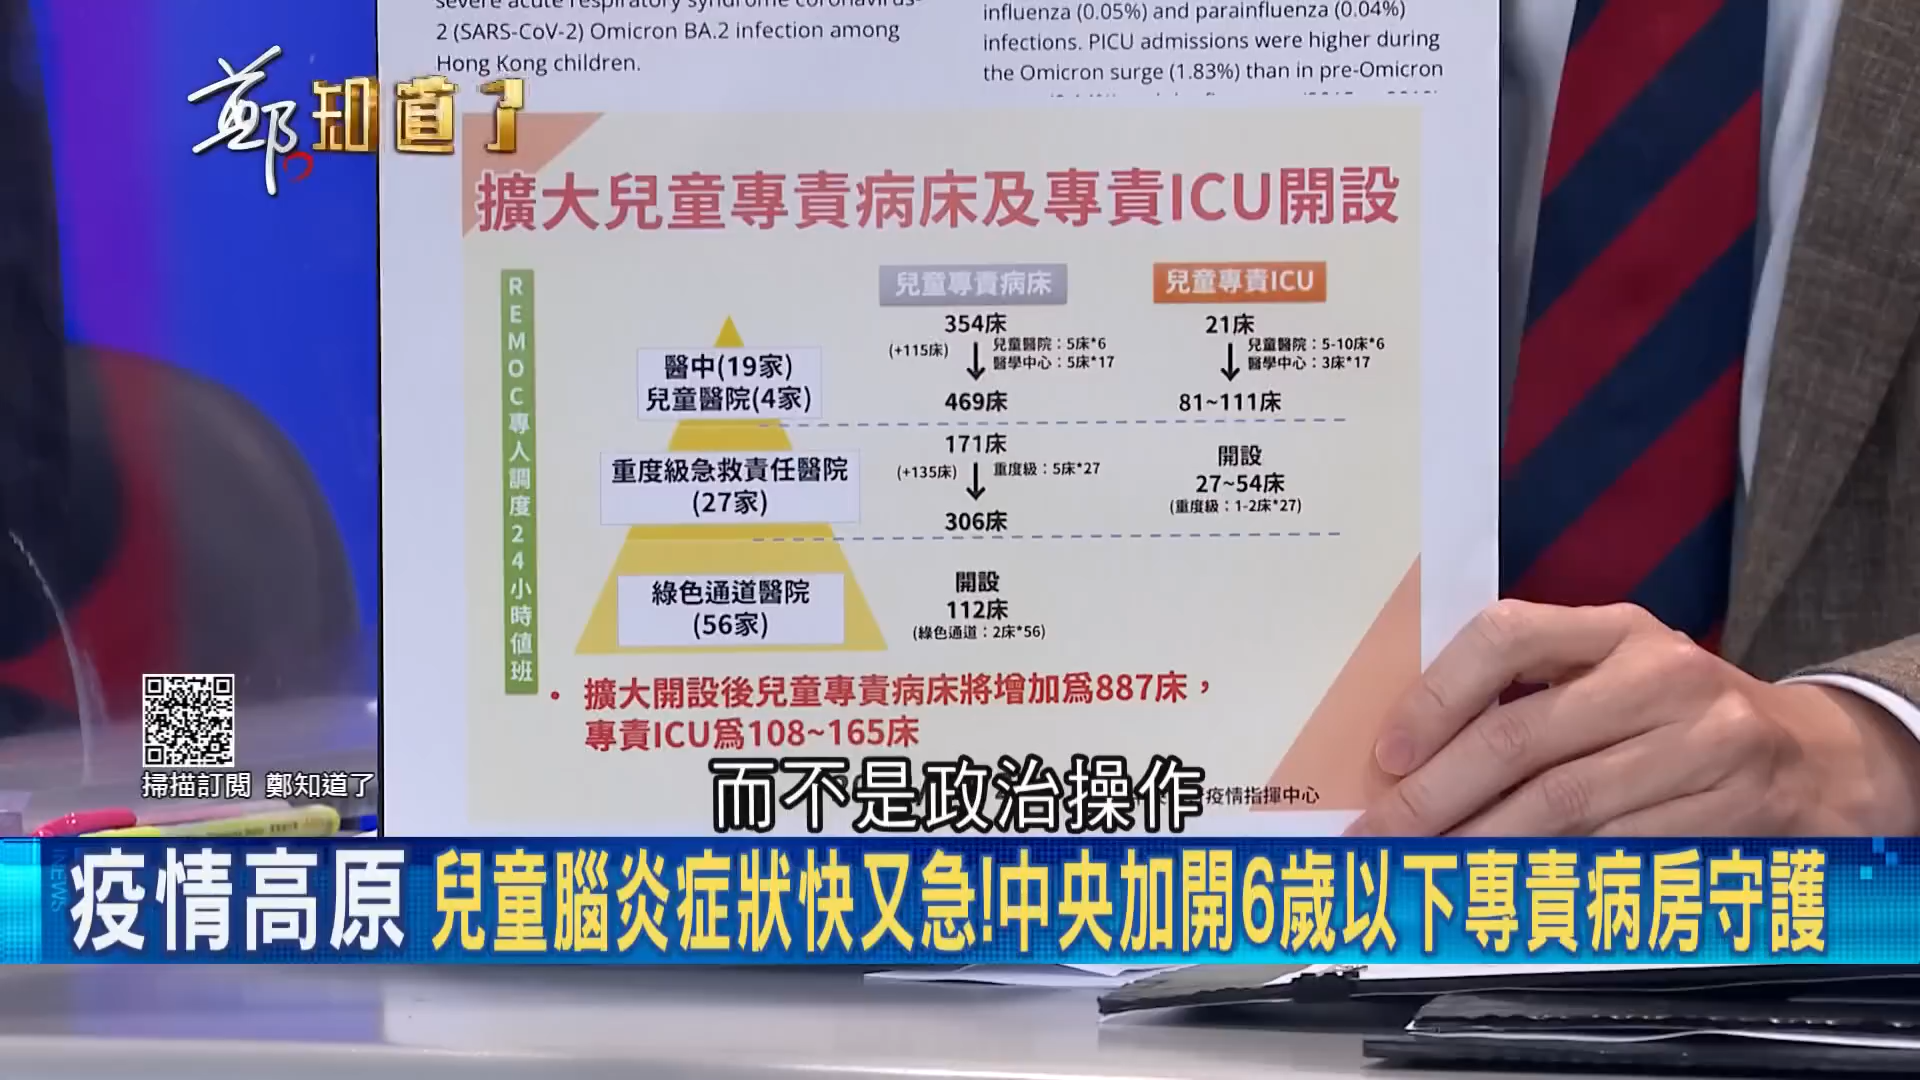 2 (SARS-CoV-2) Omicron BA.2 infection among
Hong Kong children.
influenza (0.05%) and parainfluenza (0.04%)
infections. PICU admissions were higher during
the Omicron surge (1.83%) than in pre-Omicron
鄭知道了
擴大兒童專責病床及專責ICU開設
REMOC專人調度24小時值班
兒童專責病床
兒童專責ICU
醫中(19家)
兒童醫院(4家)
354床
(+115床)
兒童醫院：5床*6
醫學中心：5床*17
469床
21床
兒童醫院：5-10床*6
醫學中心：3床*17
81~111床
重度級急救責任醫院
(27家)
171床
(+135床)
重度級：5床*27
306床
開設
27~54床
(重度級：1-2床*27)
綠色通道醫院
(56家)
開設
112床
(綠色通道：2床*56)
• 擴大開設後兒童專責病床將增加為887床，
專責ICU為108~165床
疫情指揮中心
而不是政治操作
掃描訂閱 鄭知道了
INEWS
疫情高原
兒童腦炎症狀快又急!中央加開6歲以下專責病房守護